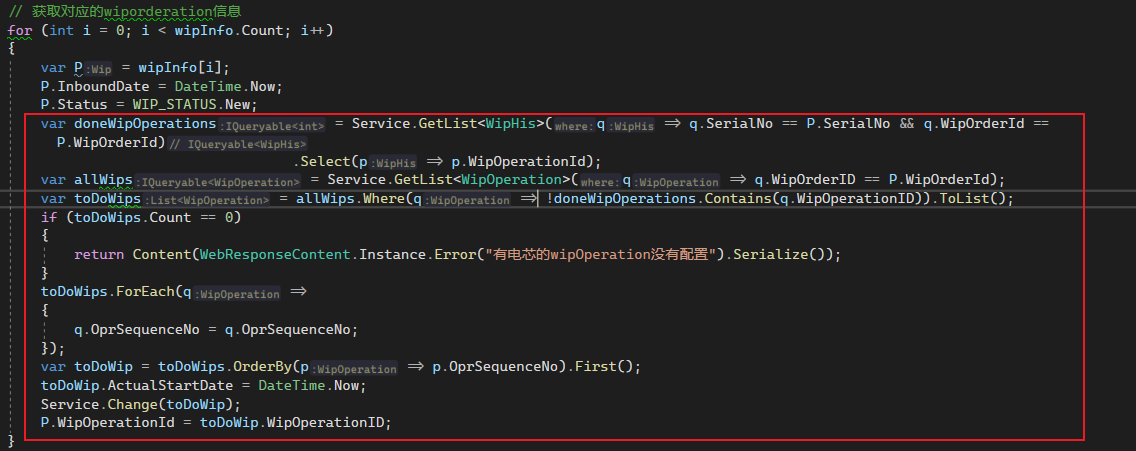 // 获取对应的wiporderation信息
for (int i = 0; i < wipInfo.Count; i++)
{
var P:Wip = wipInfo[i];
P.InboundDate = DateTime.Now;
P.Status = WIP_STATUS.New;
var doneWipOperations:IQueryable<int> = Service.GetList<WipHis>(where:q:WipHis => q.SerialNo == P.SerialNo && q.WipOrderId ==
P.WipOrderId)// IQueryable<WipHis>
.Select(p:WipHis => p.WipOperationId);
var allWips:IQueryable<WipOperation> = Service.GetList<WipOperation>(where:q:WipOperation => q.WipOrderID == P.WipOrderId);
var toDoWips:List<WipOperation> = allWips.Where(q:WipOperation => !doneWipOperations.Contains(q.WipOperationID)).ToList();
if (toDoWips.Count == 0)
{
return Content(WebResponseContent.Instance.Error("有电芯的wipOperation没有配置").Serialize());
}
toDoWips.ForEach(q:WipOperation =>
{
q.OprSequenceNo = q.OprSequenceNo;
});
var toDoWip = toDoWips.OrderBy(p:WipOperation => p.OprSequenceNo).First();
toDoWip.ActualStartDate = DateTime.Now;
Service.Change(toDoWip);
P.WipOperationId = toDoWip.WipOperationID;
}